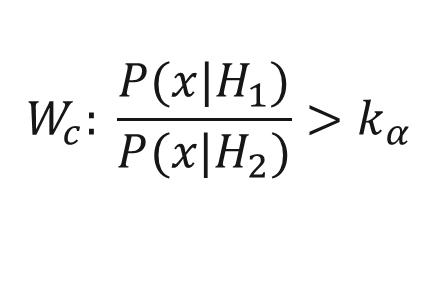 W_c: P(x|H_1) / P(x|H_2) > k_α